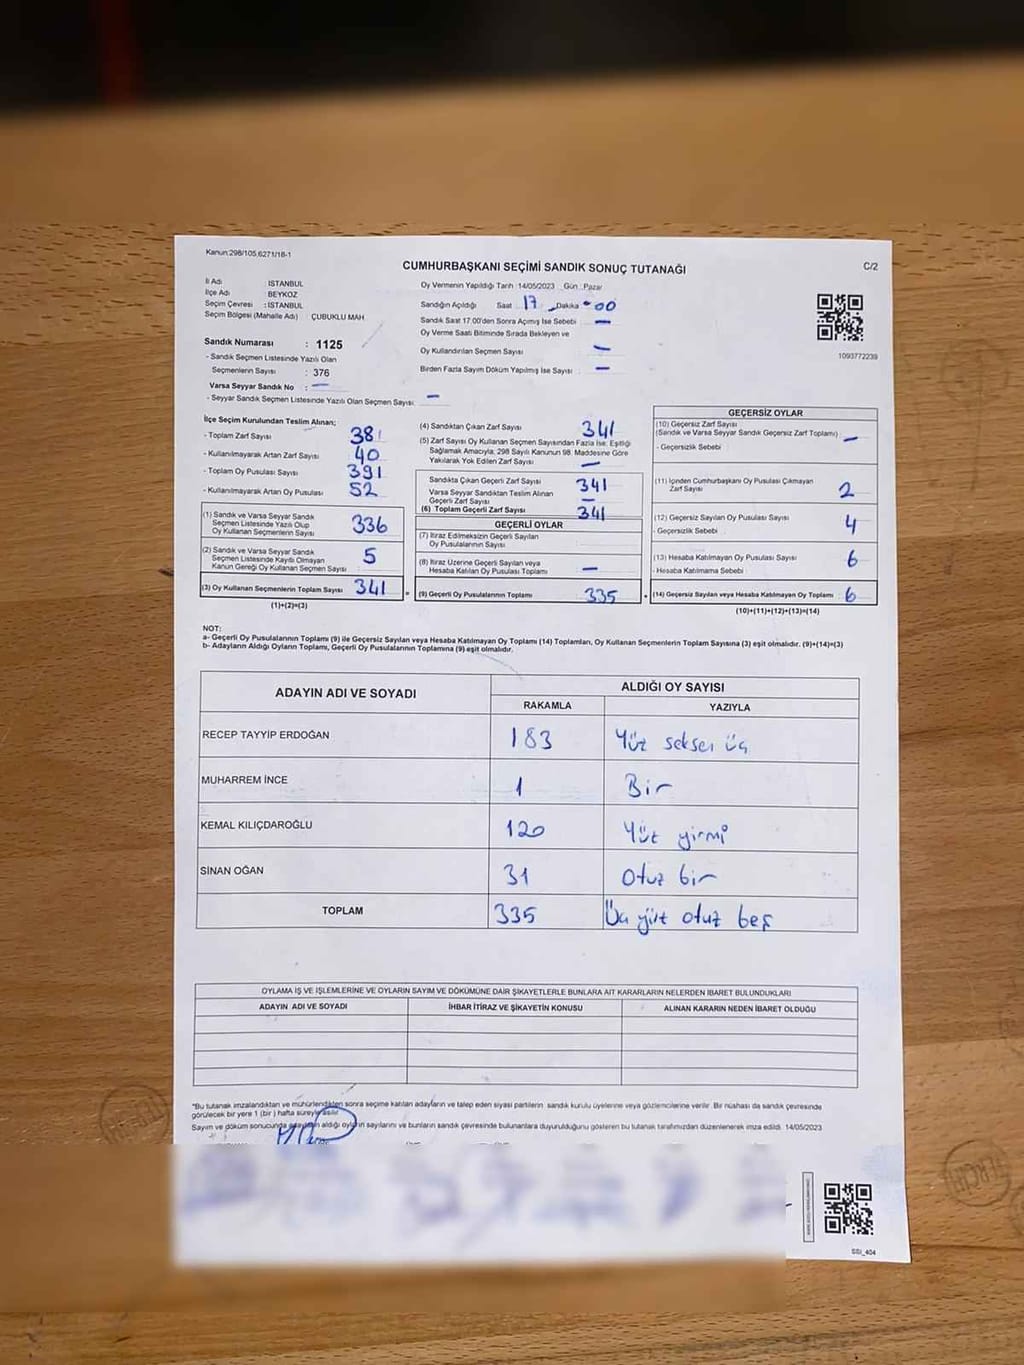 Kanun:298/105,6271/18-1
CUMHURBAŞKANI SEÇİMİ SANDIK SONUÇ TUTANAĞI
C/2
İl Adı : İSTANBUL
İlçe Adı : BEYKOZ
Seçim Çevresi : İSTANBUL
Seçim Bölgesi (Mahalle Adı) : ÇUBUKLU MAH.
Oy Vermenin Yapıldığı Tarih :14/05/2023 Gün :Pazar
Sandığın Açıldığı Saat : 17 Dakika : 00
Sandık Saat 17:00'den Sonra Açılmış İse Sebebi : —
Oy Verme Saati Bitiminde Sırada Bekleyen ve
Oy Kullandırılan Seçmen Sayısı : —
Birden Fazla Sayım Döküm Yapılmış İse Sayısı : —
1093772239
Sandık Numarası : 1125
- Sandık Seçmen Listesinde Yazılı Olan
Seçmenlerin Sayısı : 376
Varsa Seyyar Sandık No : —
- Seyyar Sandık Seçmen Listesinde Yazılı Olan Seçmen Sayısı: —
İlçe Seçim Kurulundan Teslim Alınan;
- Toplam Zarf Sayısı 381
- Kullanılmayarak Artan Zarf Sayısı 40
- Toplam Oy Pusulası Sayısı 391
- Kullanılmayarak Artan Oy Pusulası 52
(1) Sandık ve Varsa Seyyar Sandık
Seçmen Listesinde Yazılı Olup
Oy Kullanan Seçmenlerin Sayısı 336
(2) Sandık ve Varsa Seyyar Sandık
Seçmen Listesinde Kayıtlı Olmayan
Kanun Gereği Oy Kullanan Seçmen Sayısı 5
(3) Oy Kullanan Seçmenlerin Toplam Sayısı 341
(1)+(2)=(3)
(4) Sandıktan Çıkan Zarf Sayısı 341
(5) Zarf Sayısı Oy Kullanan Seçmen Sayısından Fazla İse; Eşitliği
Sağlamak Amacıyla; 298 Sayılı Kanunun 98. Maddesine Göre
Yakılarak Yok Edilen Zarf Sayısı —
Sandıkta Çıkan Geçerli Zarf Sayısı 341
Varsa Seyyar Sandıktan Teslim Alınan
Geçerli Zarf Sayısı —
(6) Toplam Geçerli Zarf Sayısı 341
GEÇERLİ OYLAR
(7) İtiraz Edilmeksizin Geçerli Sayılan
Oy Pusulalarının Sayısı
(8) İtiraz Üzerine Geçerli Sayılan veya
Hesaba Katılan Oy Pusulası Toplamı —
= (9) Geçerli Oy Pusulalarının Toplamı 335
GEÇERSİZ OYLAR
(10) Geçersiz Zarf Sayısı
(Sandık ve Varsa Seyyar Sandık Geçersiz Zarf Toplamı) —
- Geçersizlik Sebebi
(11) İçinden Cumhurbaşkanı Oy Pusulası Çıkmayan
Zarf Sayısı 2
(12) Geçersiz Sayılan Oy Pusulası Sayısı 4
- Geçersizlik Sebebi
(13) Hesaba Katılmayan Oy Pusulası Sayısı 6
- Hesaba Katılmama Sebebi
+ (14) Geçersiz Sayılan veya Hesaba Katılmayan Oy Toplamı 6
(10)+(11)+(12)+(13)=(14)
NOT:
a- Geçerli Oy Pusulalarının Toplamı (9) ile Geçersiz Sayılan veya Hesaba Katılmayan Oy Toplamı (14) Toplamları, Oy Kullanan Seçmenlerin Toplam Sayısına (3) eşit olmalıdır. (9)+(14)=(3)
b- Adayların Aldığı Oyların Toplamı, Geçerli Oy Pusulalarının Toplamına (9) eşit olmalıdır.
ADAYIN ADI VE SOYADI
ALDIĞI OY SAYISI
RAKAMLA YAZIYLA
RECEP TAYYİP ERDOĞAN 183 Yüz seksen üç
MUHARREM İNCE 1 Bir
KEMAL KILIÇDAROĞLU 120 Yüz yirmi
SİNAN OĞAN 31 Otuz bir
TOPLAM 335 Üç yüz otuz beş
OYLAMA İŞ VE İŞLEMLERİNE VE OYLARIN SAYIM VE DÖKÜMÜNE DAİR ŞİKAYETLERLE BUNLARA AİT KARARLARIN NELERDEN İBARET BULUNDUKLARI
ADAYIN ADI VE SOYADI İHBAR İTİRAZ VE ŞİKAYETİN KONUSU ALINAN KARARIN NEDEN İBARET OLDUĞU
*Bu tutanak imzalandıktan ve mühürlendikten sonra seçime katılan adayların ve talep eden siyasi partilerin sandık kurulu üyelerine veya gözlemcilerine verilir. Bir nüshası da sandık çevresinde
görülecek bir yere 1 (bir) hafta süreyle asılır.
Sayım ve döküm sonucunda adayların aldığı oyların sayılarını ve bunların sandık çevresinde bulunanlara duyurulduğunu gösteren bu tutanak tarafımızdan düzenlenerek imza edildi. 14/05/2023
SSİ_404